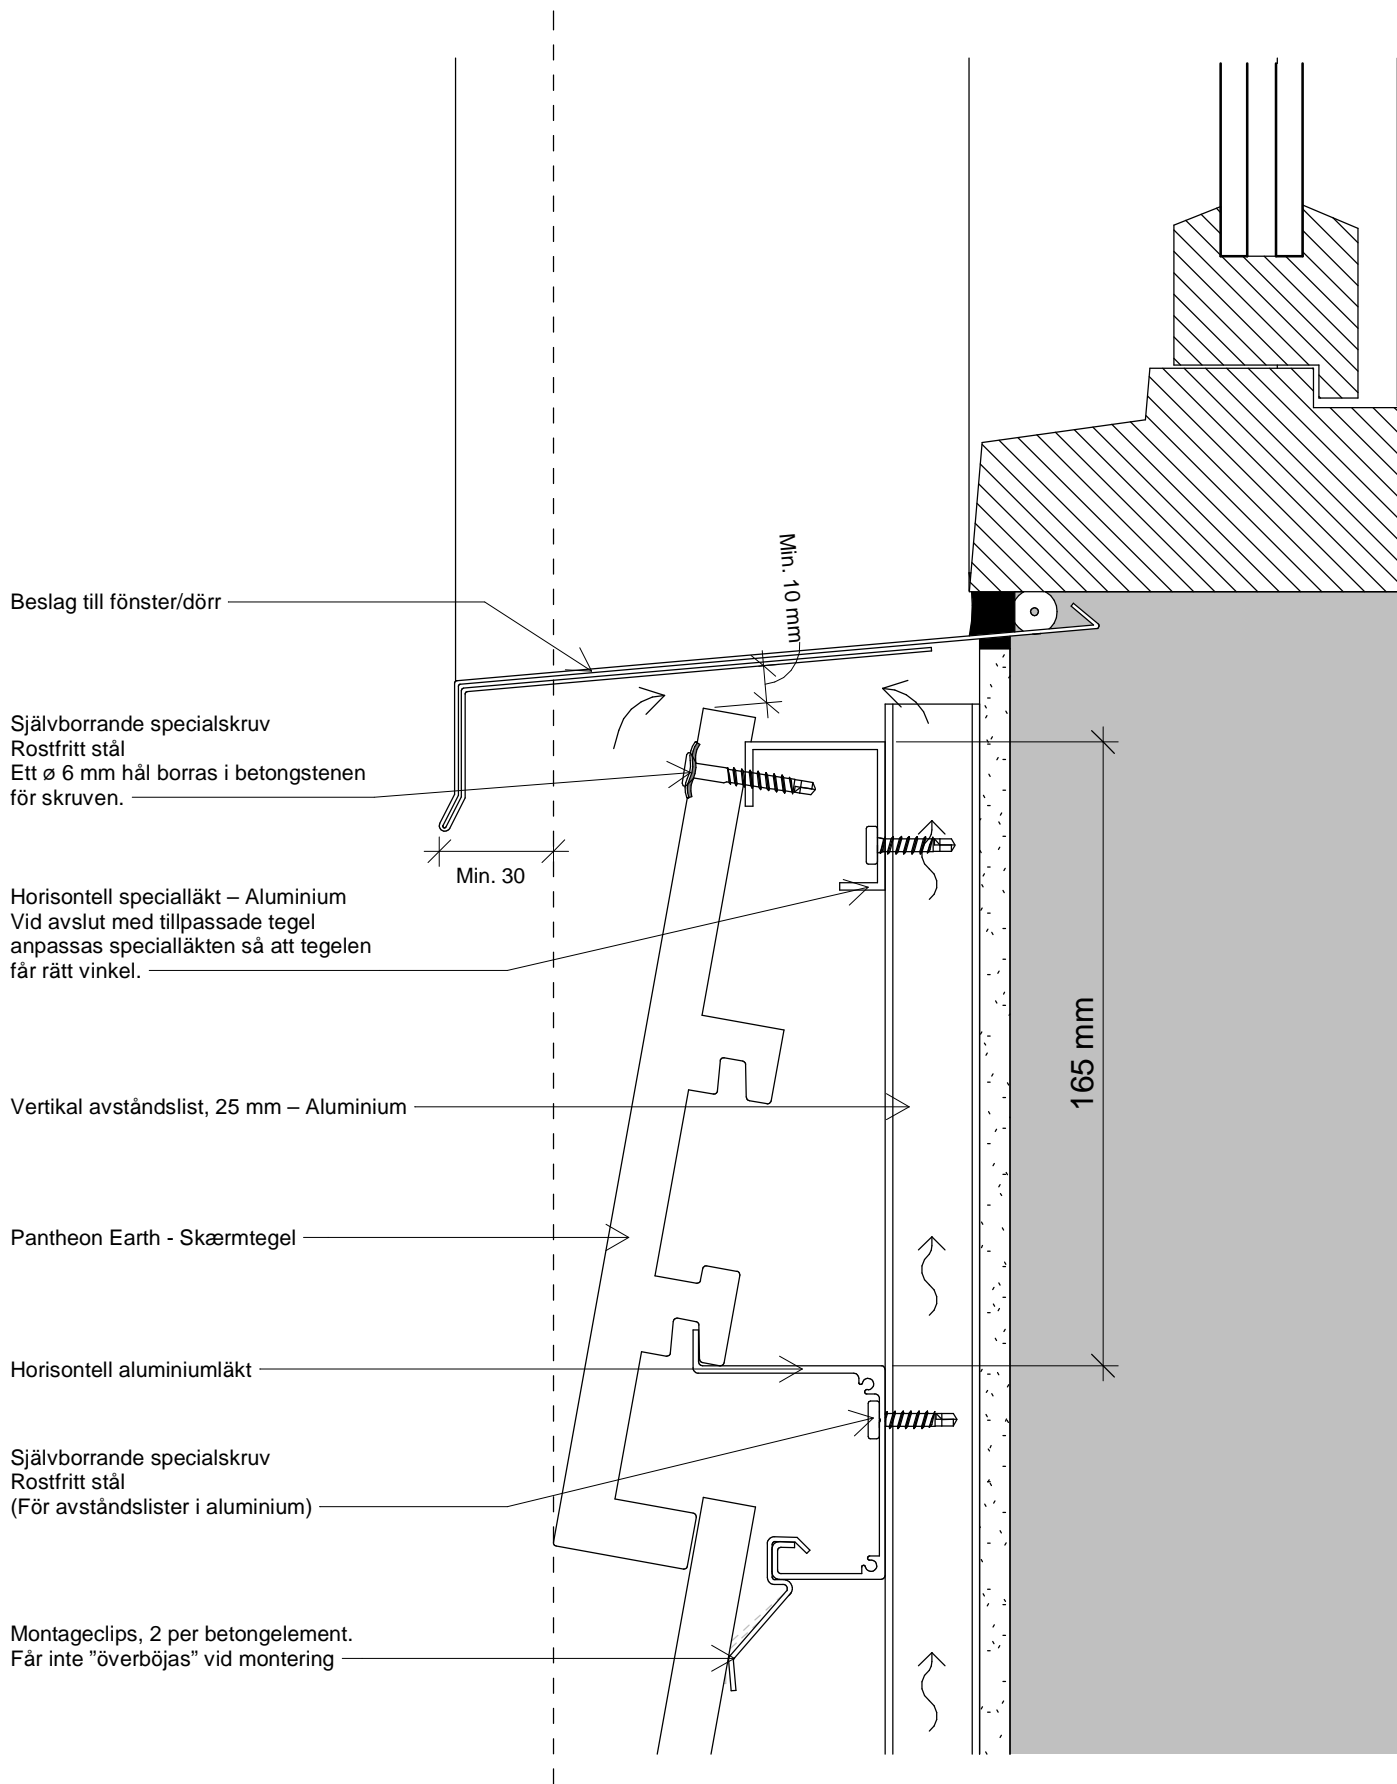 Min. 10 mm
Beslag till fönster/dörr
Självborrande specialskruv
Rostfritt stål
Ett ø 6 mm hål borras i betongstenen
för skruven.
Min. 30
Horisontell specialläkt – Aluminium
Vid avslut med tillpassade tegel
anpassas specialläkten så att tegelen
får rätt vinkel.
165 mm
Vertikal avståndslist, 25 mm – Aluminium
Pantheon Earth - Skærmtegel
Horisontell aluminiumläkt
Självborrande specialskruv
Rostfritt stål
(För avståndslister i aluminium)
Montageclips, 2 per betongelement.
Får inte ”överböjas” vid montering